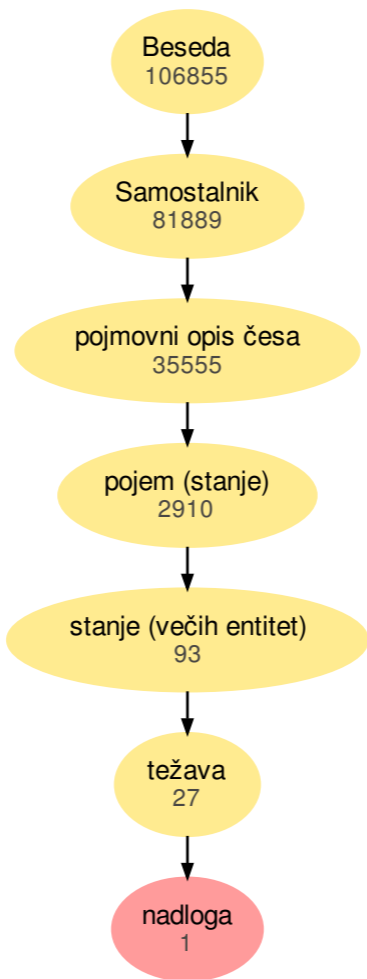 Beseda
106855
Samostalnik
81889
pojmovni opis česa
35555
pojem (stanje)
2910
stanje (večih entitet)
93
težava
27
nadloga
1